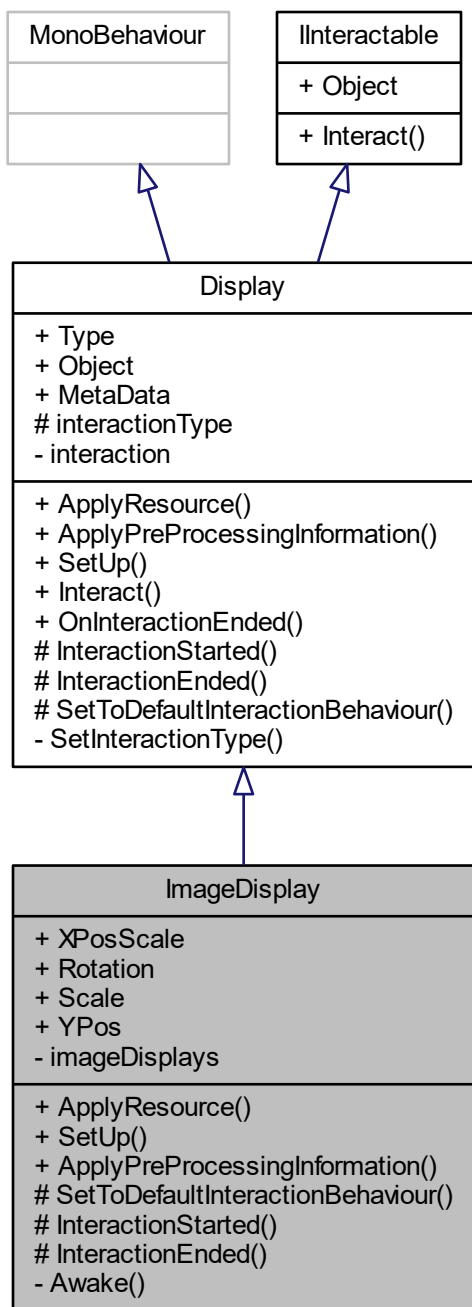 MonoBehaviour
IInteractable
+ Object
+ Interact()
Display
+ Type
+ Object
+ MetaData
# interactionType
- interaction
+ ApplyResource()
+ ApplyPreProcessingInformation()
+ SetUp()
+ Interact()
+ OnInteractionEnded()
# InteractionStarted()
# InteractionEnded()
# SetToDefaultInteractionBehaviour()
- SetInteractionType()
ImageDisplay
+ XPosScale
+ Rotation
+ Scale
+ YPos
- imageDisplays
+ ApplyResource()
+ SetUp()
+ ApplyPreProcessingInformation()
# SetToDefaultInteractionBehaviour()
# InteractionStarted()
# InteractionEnded()
- Awake()